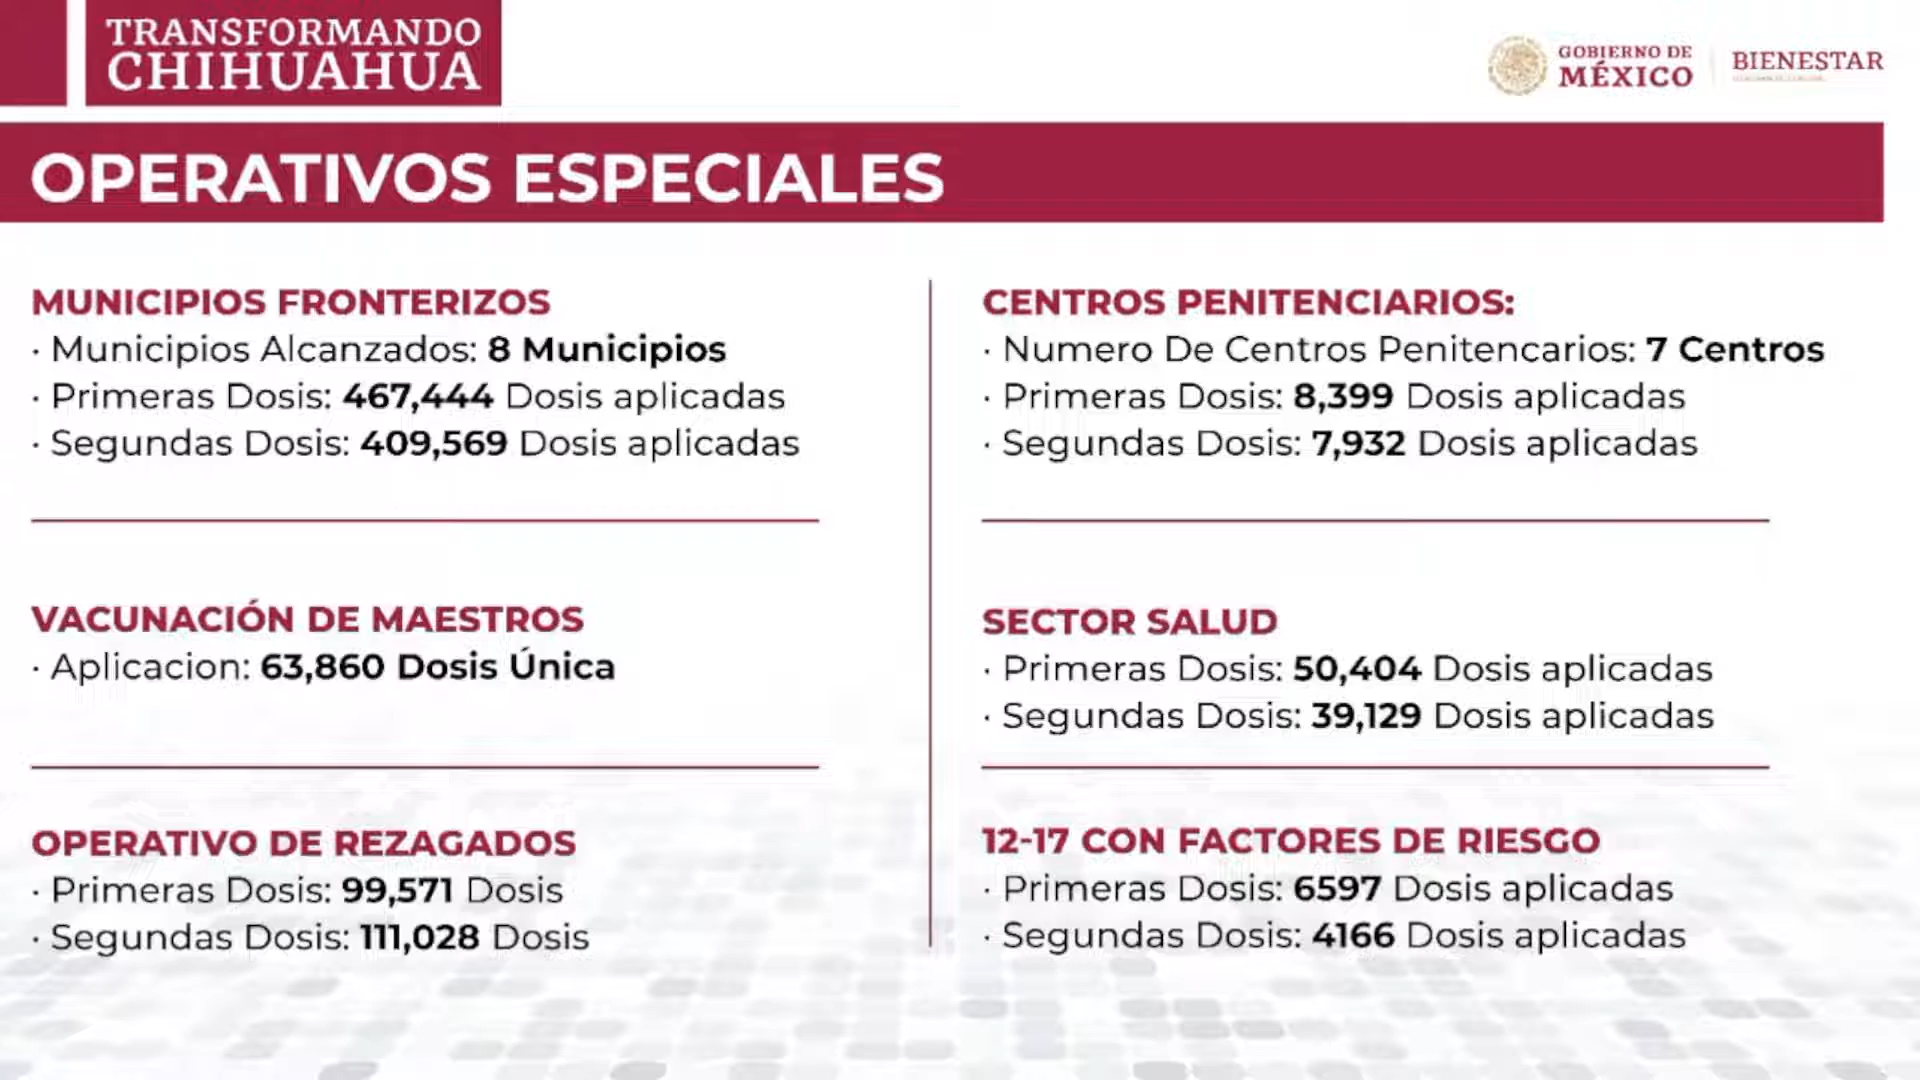 TRANSFORMANDO
CHIHUAHUA
GOBIERNO DE
MÉXICO
BIENESTAR
OPERATIVOS ESPECIALES
MUNICIPIOS FRONTERIZOS
· Municipios Alcanzados: 8 Municipios
· Primeras Dosis: 467,444 Dosis aplicadas
· Segundas Dosis: 409,569 Dosis aplicadas
VACUNACIÓN DE MAESTROS
· Aplicacion: 63,860 Dosis Única
OPERATIVO DE REZAGADOS
· Primeras Dosis: 99,571 Dosis
· Segundas Dosis: 111,028 Dosis
CENTROS PENITENCIARIOS:
· Numero De Centros Penitencarios: 7 Centros
· Primeras Dosis: 8,399 Dosis aplicadas
· Segundas Dosis: 7,932 Dosis aplicadas
SECTOR SALUD
· Primeras Dosis: 50,404 Dosis aplicadas
· Segundas Dosis: 39,129 Dosis aplicadas
12-17 CON FACTORES DE RIESGO
· Primeras Dosis: 6597 Dosis aplicadas
· Segundas Dosis: 4166 Dosis aplicadas